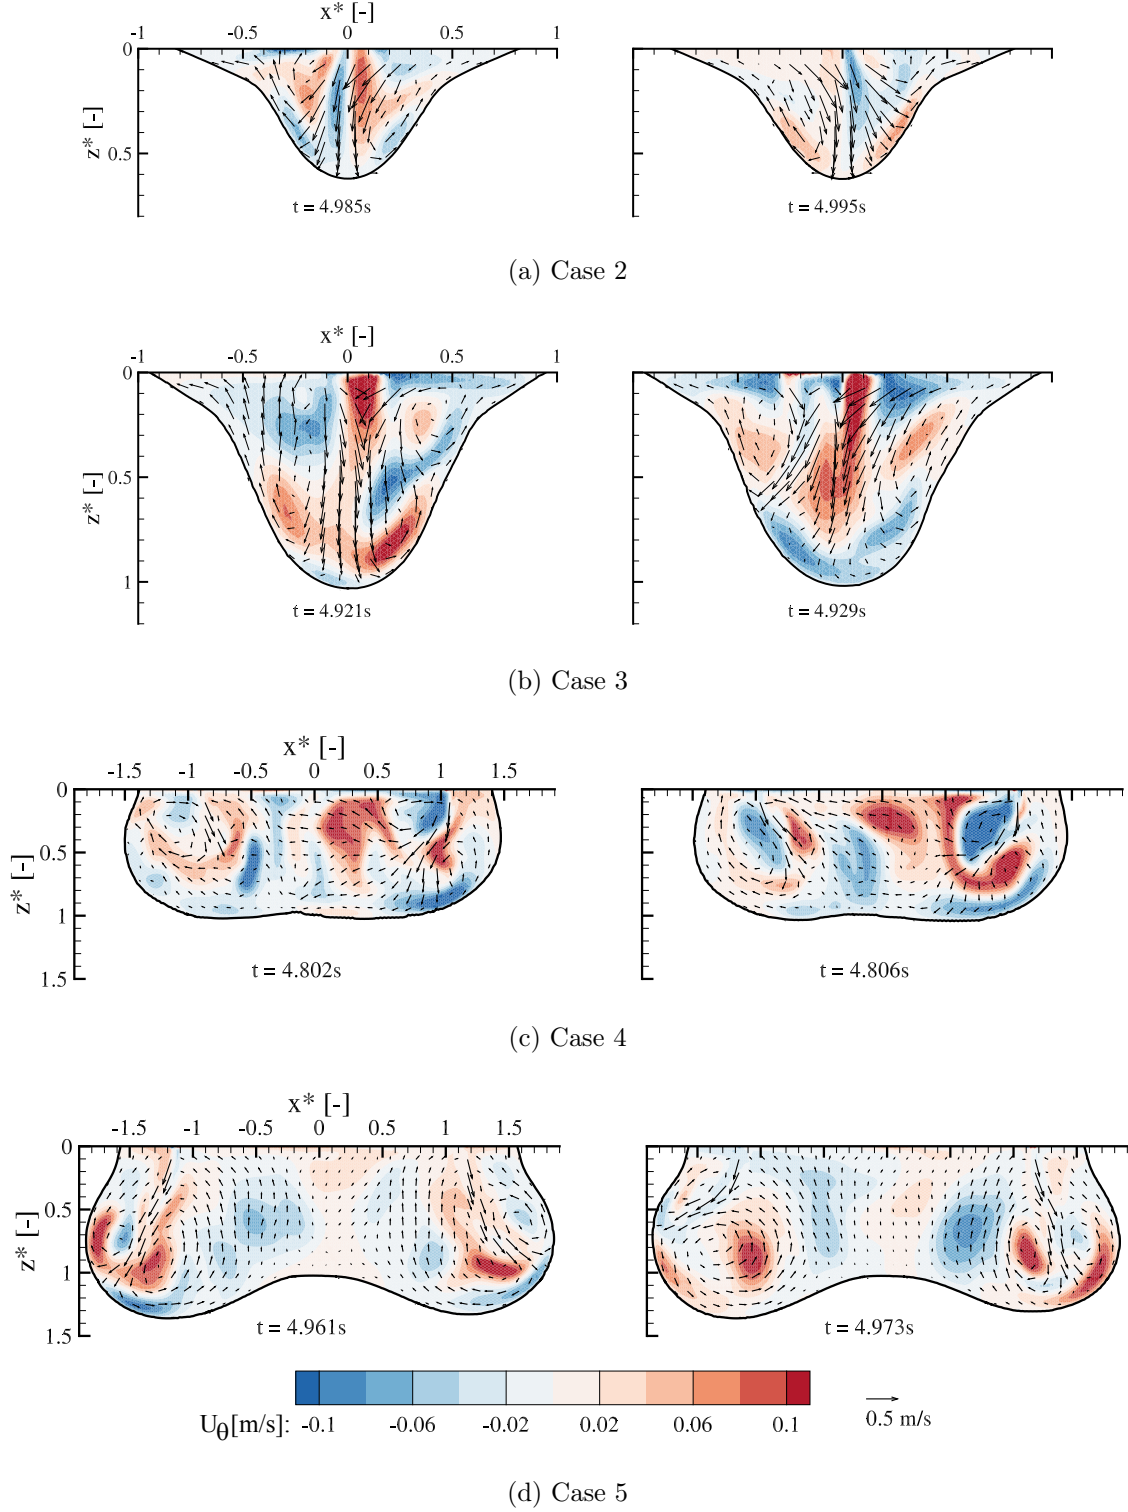 x* [-]
-1 -0.5 0 0.5 1
0
0.5
z* [-]
t = 4.985s
t = 4.995s
(a) Case 2
x* [-]
-1 -0.5 0 0.5 1
0
0.5
1
z* [-]
t = 4.921s
t = 4.929s
(b) Case 3
x* [-]
-1.5 -1 -0.5 0 0.5 1 1.5
0
0.5
1
1.5
z* [-]
t = 4.802s
t = 4.806s
(c) Case 4
x* [-]
-1.5 -1 -0.5 0 0.5 1 1.5
0
0.5
1
1.5
z* [-]
t = 4.961s
t = 4.973s
Uθ[m/s]: -0.1 -0.06 -0.02 0.02 0.06 0.1
0.5 m/s
(d) Case 5